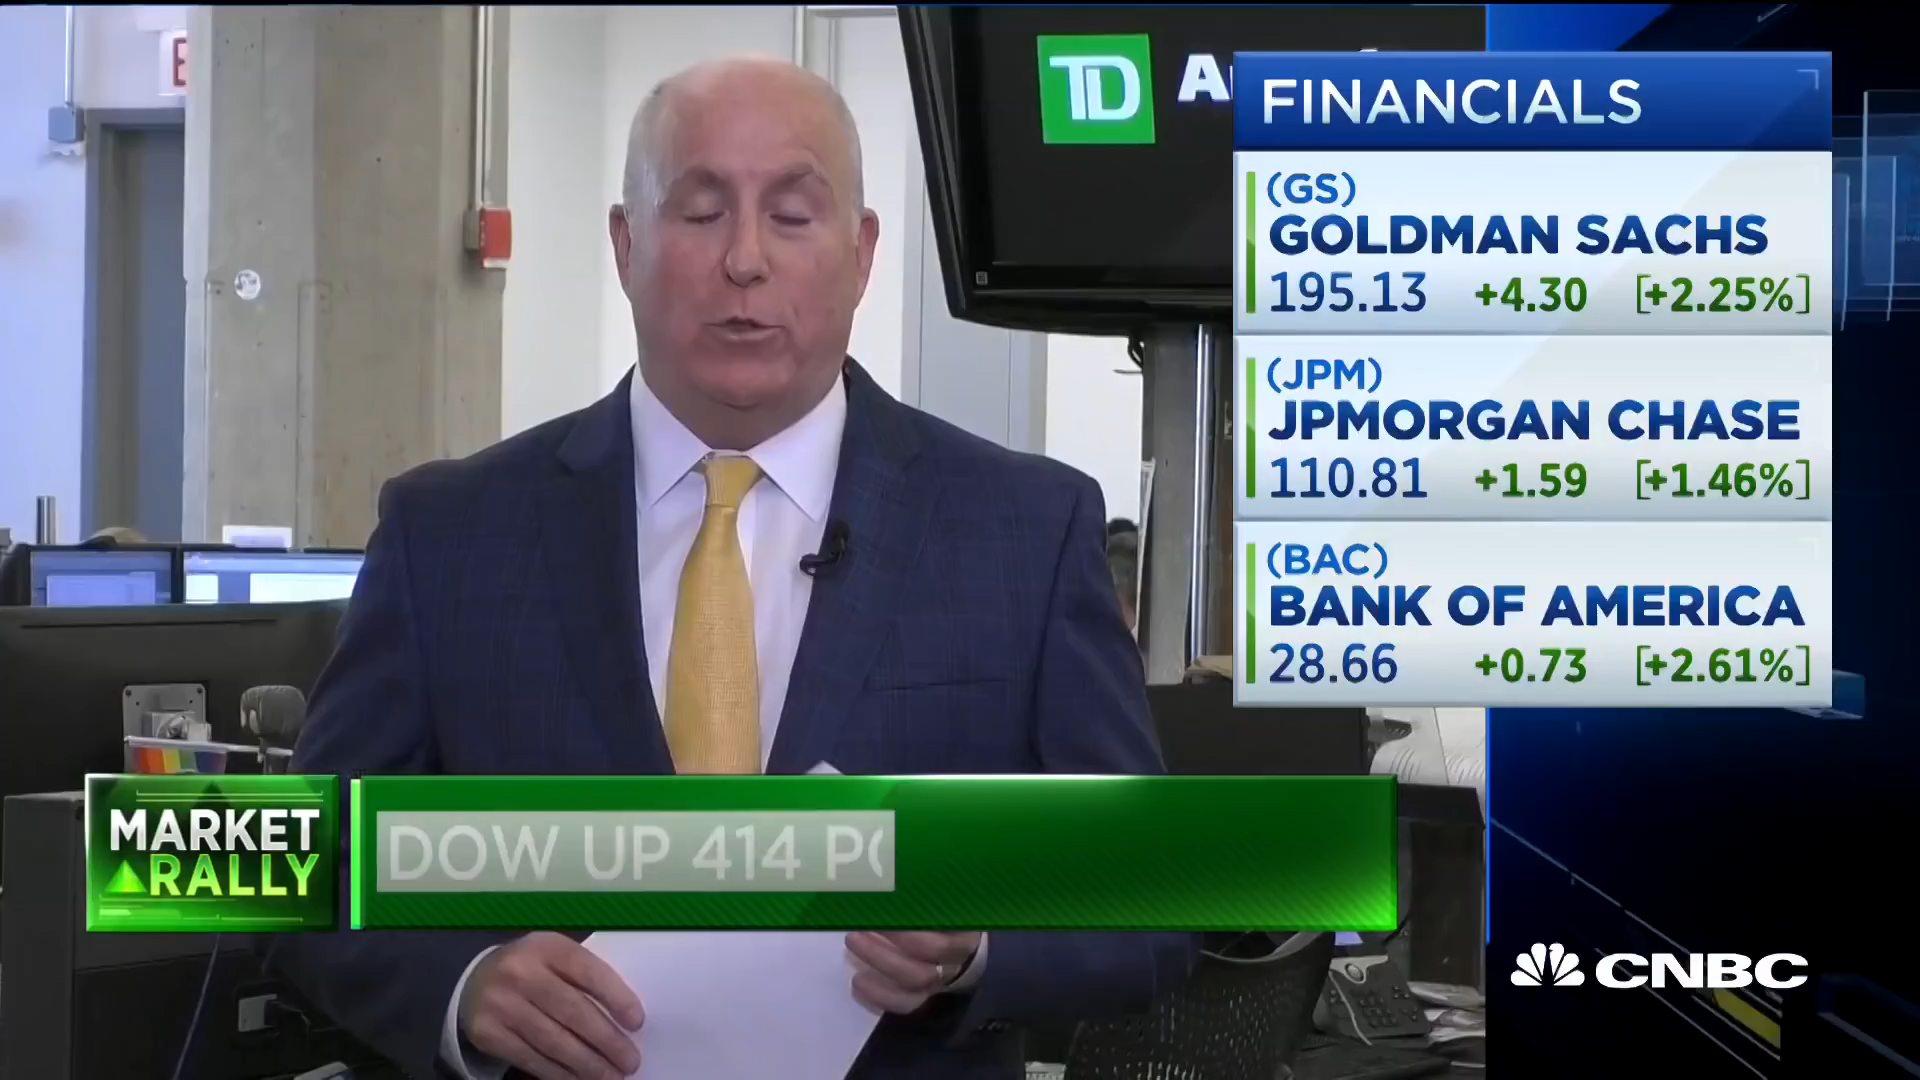 TD
FINANCIALS
(GS)
GOLDMAN SACHS
195.13 +4.30 [+2.25%]
(JPM)
JPMORGAN CHASE
110.81 +1.59 [+1.46%]
(BAC)
BANK OF AMERICA
28.66 +0.73 [+2.61%]
MARKET
RALLY
DOW UP 414
CNBC